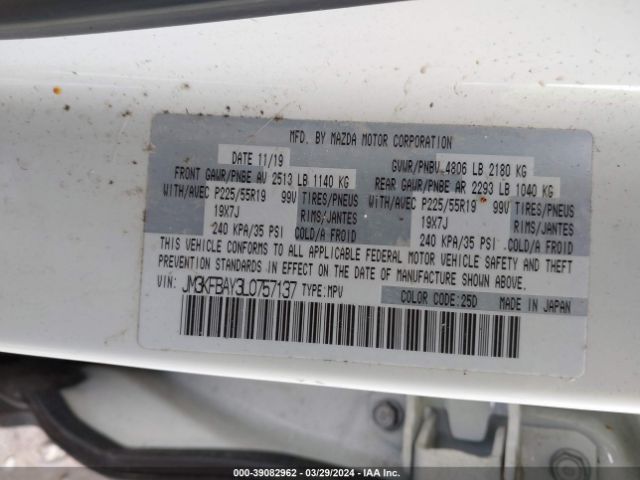 MFD. BY MAZDA MOTOR CORPORATION
DATE 11/19 GVWR/PNBV 4806 LB 2180 KG
FRONT GAWR/PNBE AV 2513 LB 1140 KG REAR GAWR/PNBE AR 2293 LB 1040 KG
WITH/AVEC P225/55R19 99V TIRES/PNEUS WITH/AVEC P225/55R19 99V TIRES/PNEUS
19X7J RIMS/JANTES 19X7J RIMS/JANTES
240 KPA/35 PSI COLD/A FROID 240 KPA/35 PSI COLD/A FROID
THIS VEHICLE CONFORMS TO ALL APPLICABLE FEDERAL MOTOR VEHICLE SAFETY AND THEFT
PREVENTION STANDARDS IN EFFECT ON THE DATE OF MANUFACTURE SHOWN ABOVE.
VIN: JM3KFBAY3L0757137 TYPE: MPV COLOR CODE: 25D MADE IN JAPAN
000-39082962 - 03/29/2024 - IAA Inc.